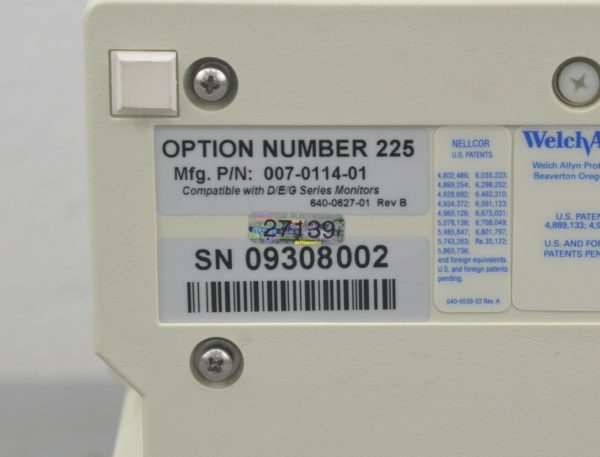 OPTION NUMBER 225
Mfg. P/N: 007-0114-01
Compatible with D/E/G Series Monitors
640-0627-01 Rev B
27139
SN 09308002
NELLCOR
U.S. PATENTS
4,802,486; 6,035,223;
4,869,254; 6,298,252;
4,928,692; 6,463,310;
4,934,372; 6,591,123;
4,960,126; 6,675,031;
5,078,136; 6,708,049;
5,485,847; 6,801,797;
5,743,263; Re.35,122;
5,865,736;
and foreign equivalents.
U.S. and foreign patents
pending.
640-0539-02 Rev A
WelchA
Welch Allyn Prot
Beaverton Orego
U.S. PATEN
4,889,133; 4,9
U.S. AND FOR
PATENTS PEN